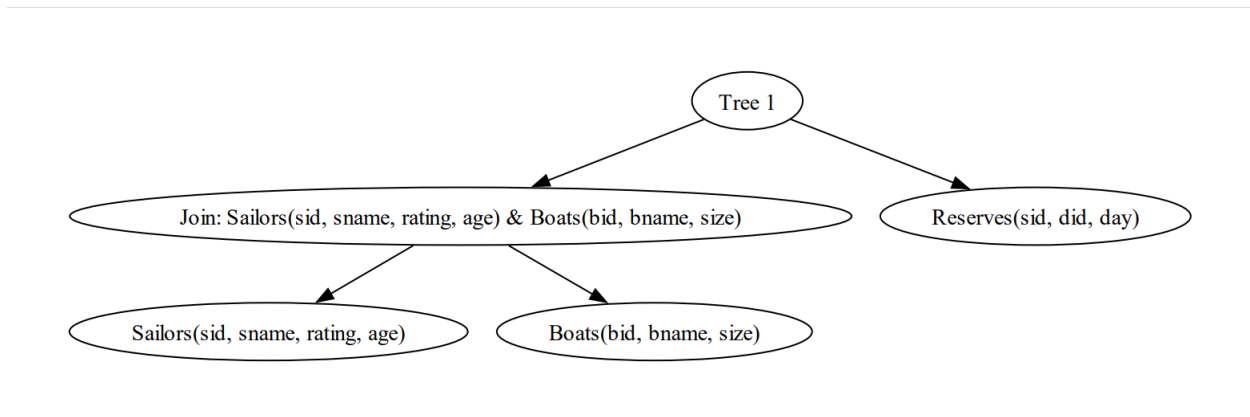 Tree 1
Join: Sailors(sid, sname, rating, age) & Boats(bid, bname, size)
Reserves(sid, did, day)
Sailors(sid, sname, rating, age)
Boats(bid, bname, size)